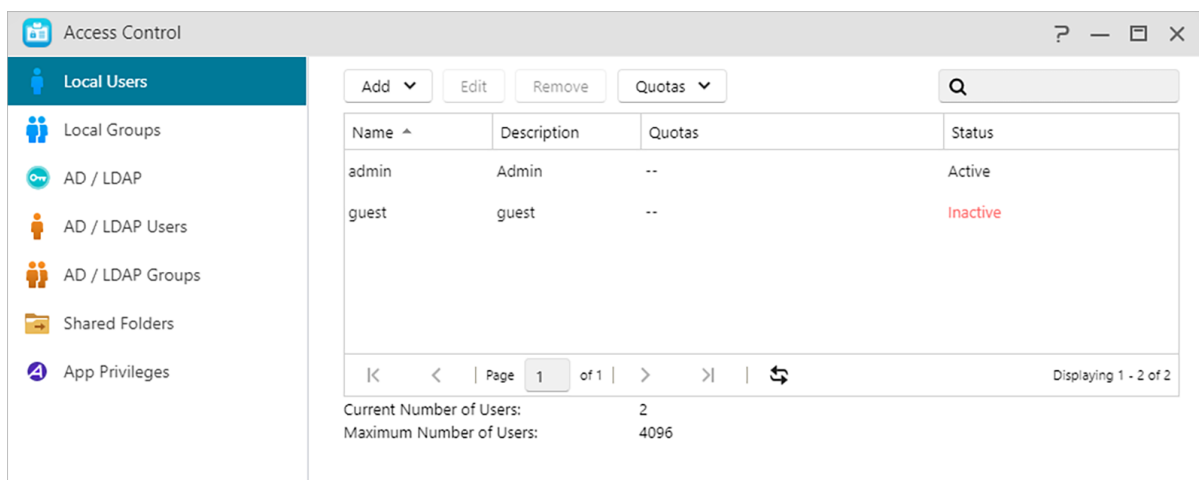 Access Control
Local Users
Local Groups
AD / LDAP
AD / LDAP Users
AD / LDAP Groups
Shared Folders
App Privileges
Add Edit Remove Quotas
Name Description Quotas Status
admin Admin -- Active
guest guest -- Inactive
Page 1 of 1 Displaying 1 - 2 of 2
Current Number of Users: 2
Maximum Number of Users: 4096